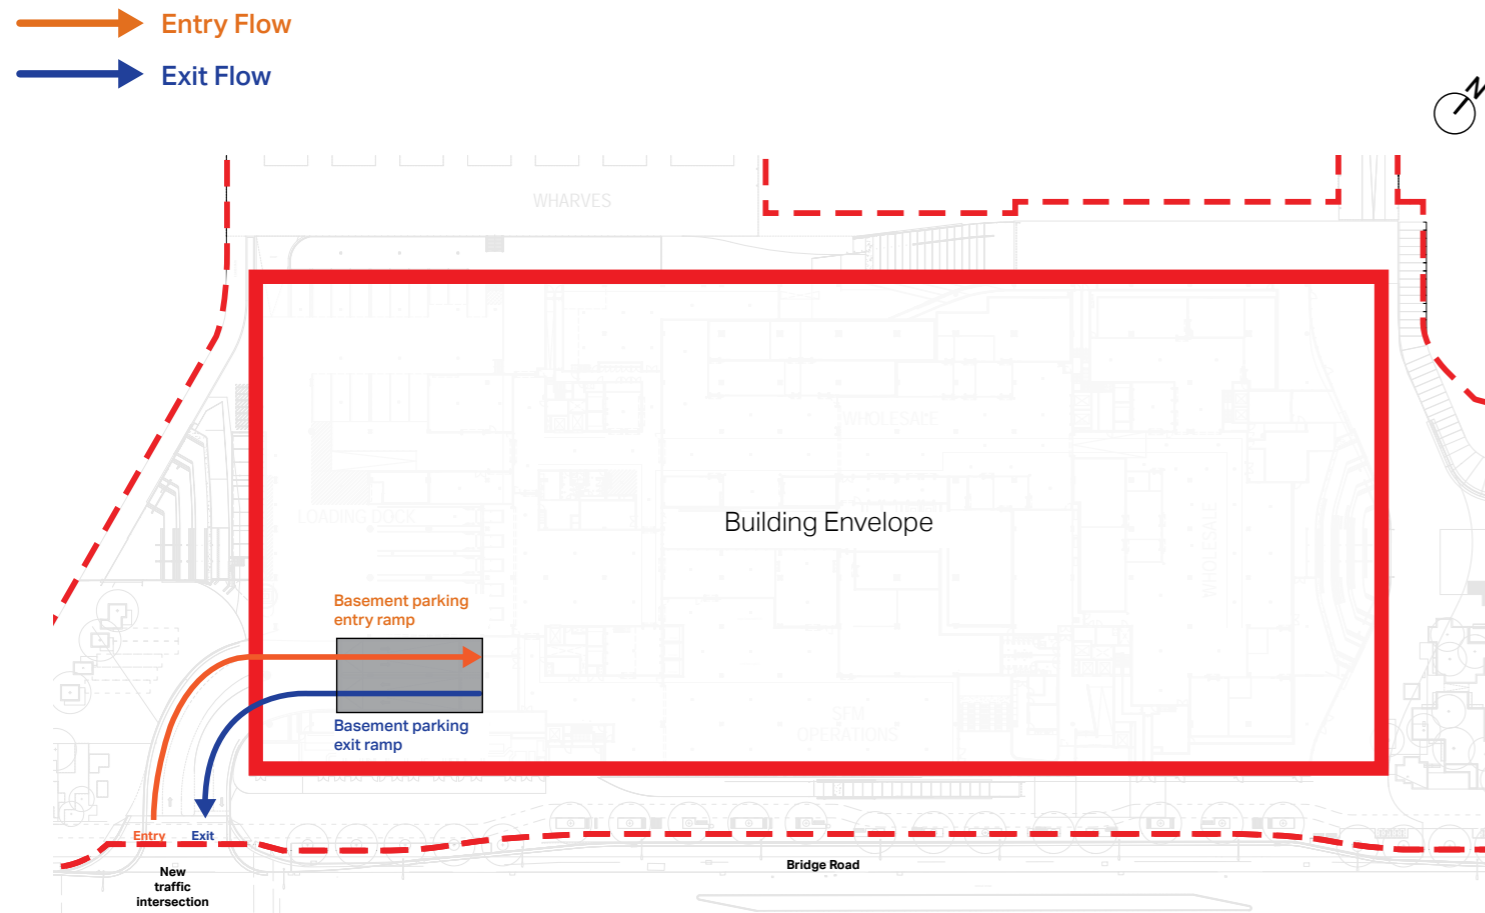 Entry Flow
Exit Flow
N
WHARVES
WHOLESALE
LOADING DOCK
Building Envelope
WHOLESALE
Basement parking
entry ramp
SFM
OPERATIONS
Basement parking
exit ramp
Entry
Exit
Bridge Road
New
traffic
intersection